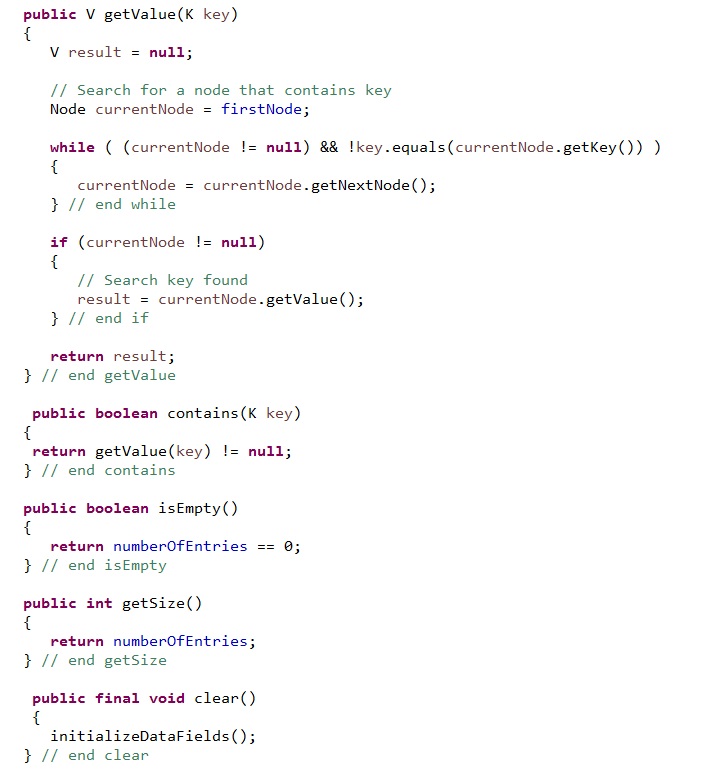 public V getValue(K key)
{
V result = null;
// Search for a node that contains key
Node currentNode = firstNode;
while ( (currentNode != null) && !key.equals(currentNode.getKey()) )
{
currentNode = currentNode.getNextNode();
} // end while
if (currentNode != null)
{
// Search key found
result = currentNode.getValue();
} // end if
return result;
} // end getValue
public boolean contains(K key)
{
return getValue(key) != null;
} // end contains
public boolean isEmpty()
{
return numberOfEntries == 0;
} // end isEmpty
public int getSize()
{
return numberOfEntries;
} // end getSize
public final void clear()
{
initializeDataFields();
} // end clear